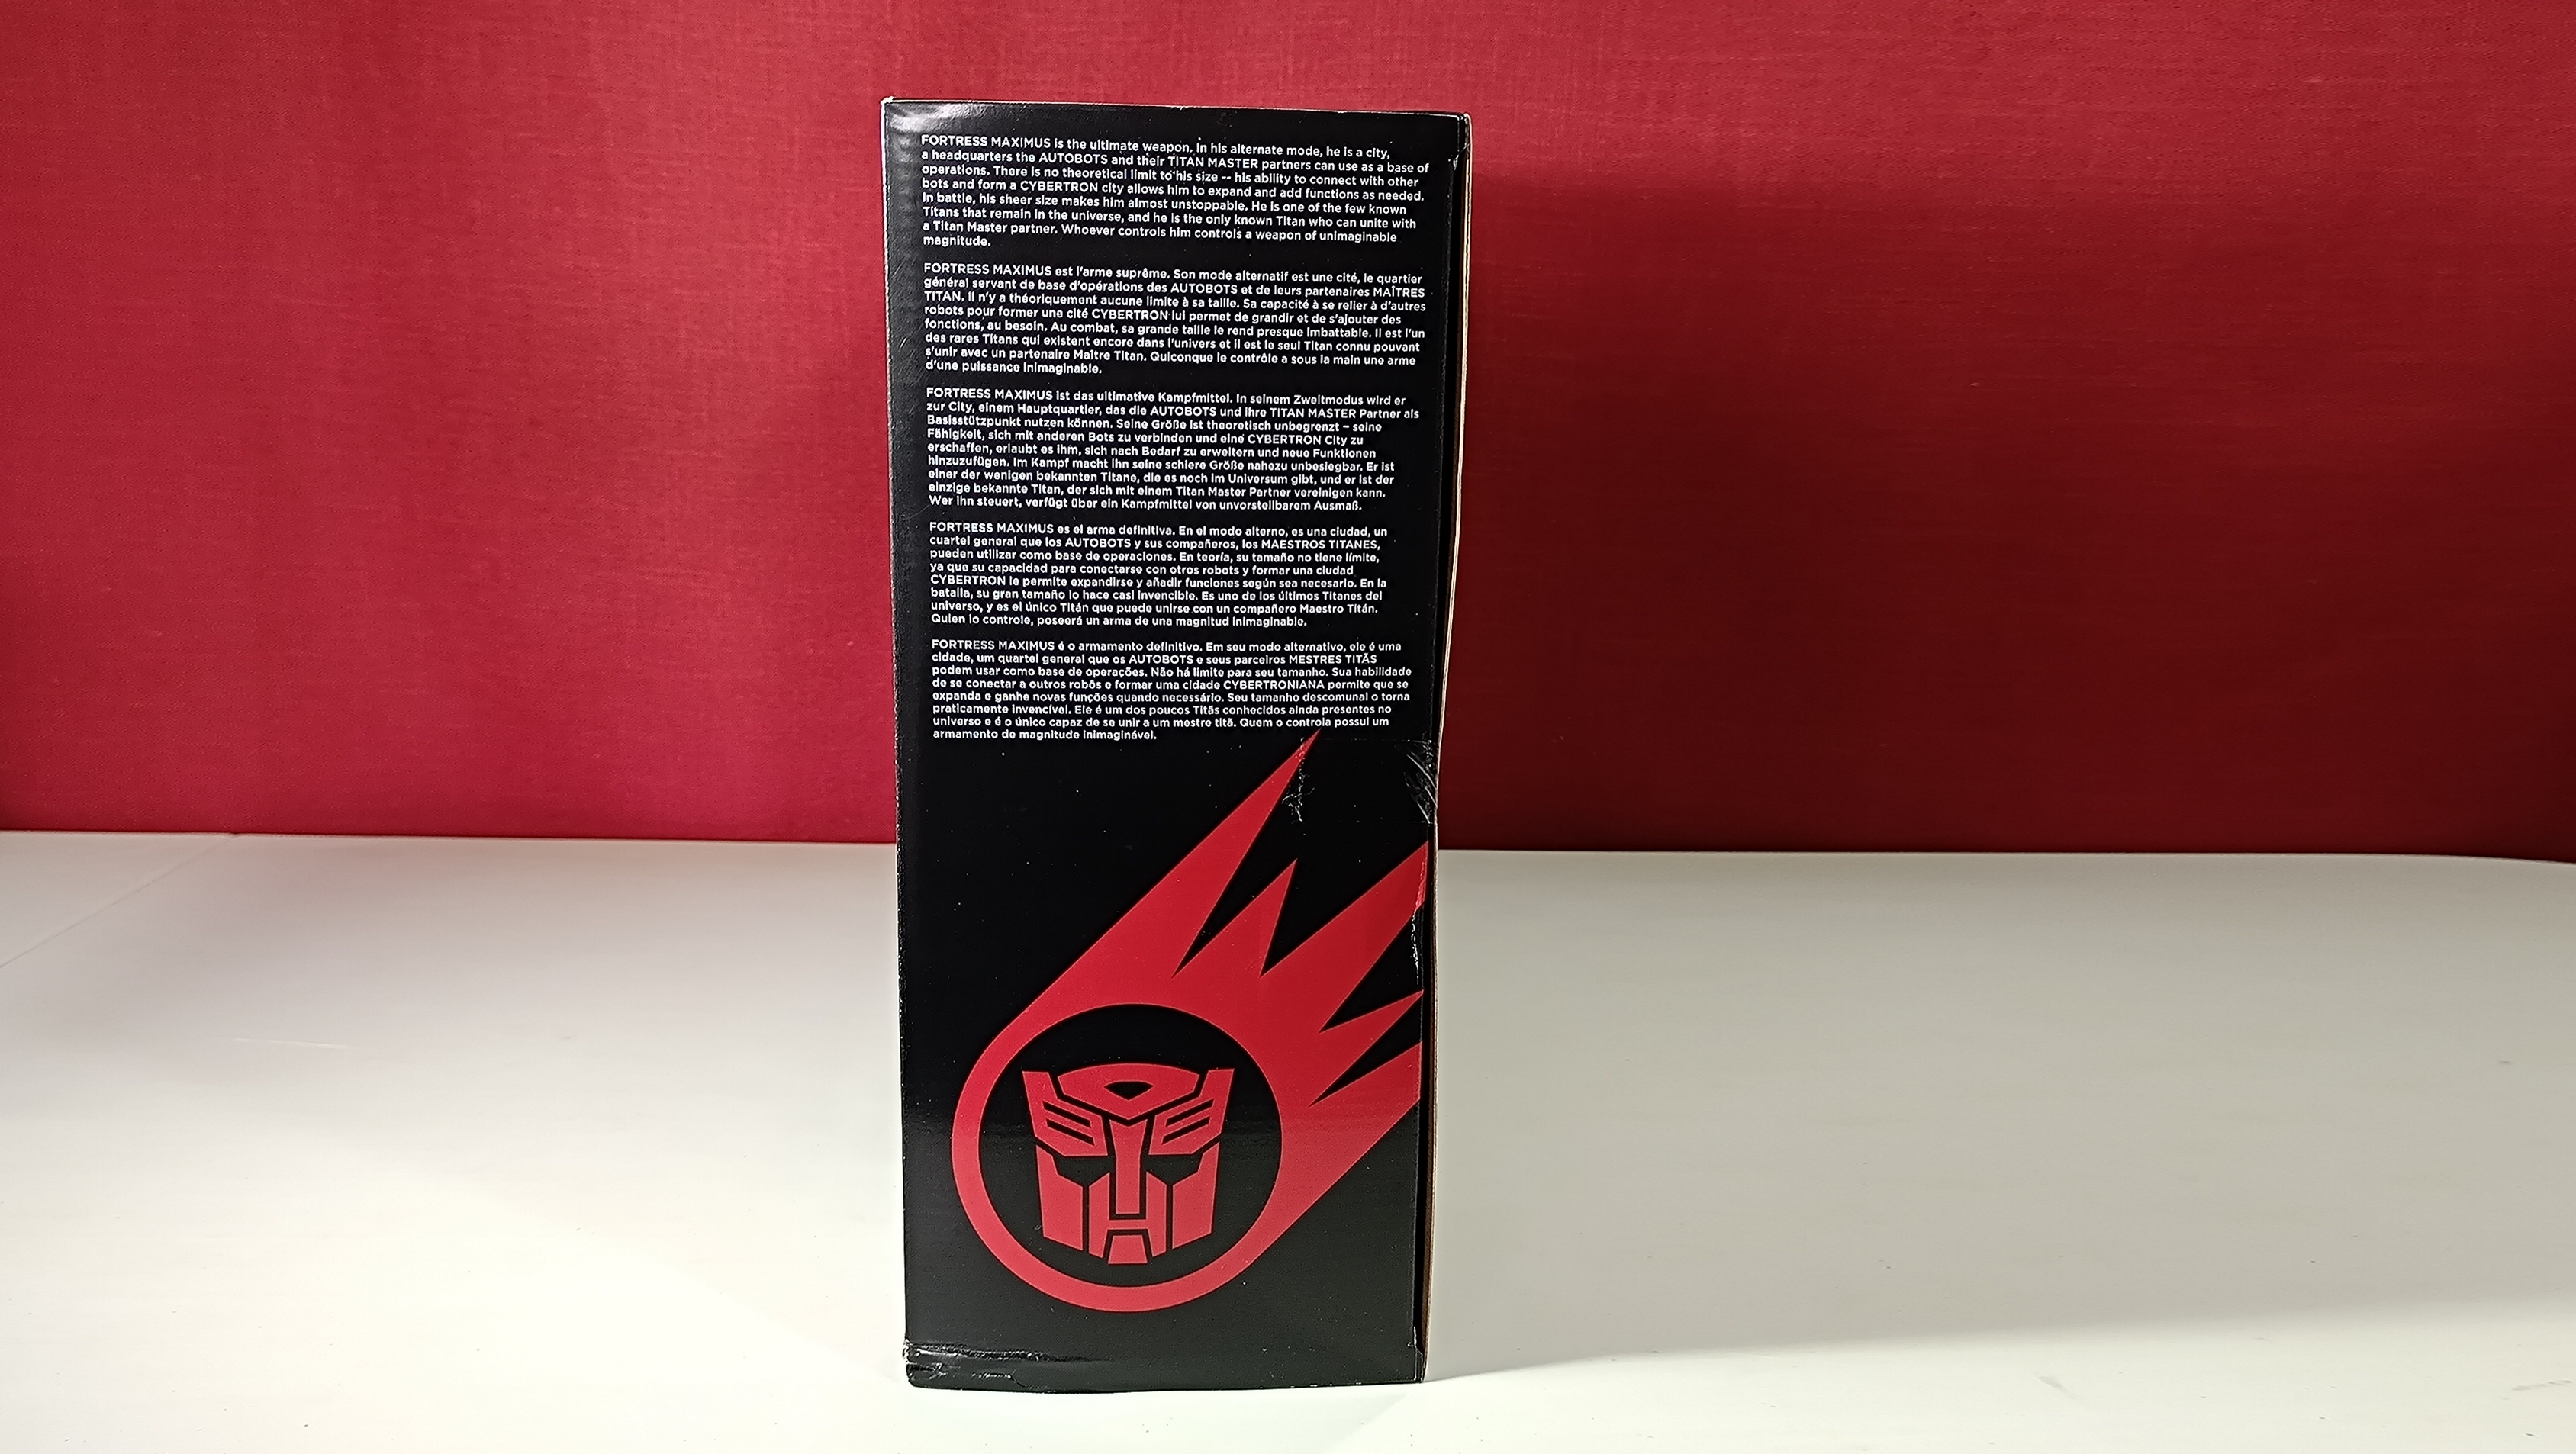 FORTRESS MAXIMUS is the ultimate weapon. In his alternate mode, he is a city,
a headquarters the AUTOBOTS and their TITAN MASTER partners can use as a base of
operations. There is no theoretical limit to his size -- his ability to connect with other
bots and form a CYBERTRON city allows him to expand and add functions as needed.
In battle, his sheer size makes him almost unstoppable. He is one of the few known
Titans that remain in the universe, and he is the only known Titan who can unite with
a Titan Master partner. Whoever controls him controls a weapon of unimaginable
magnitude.
FORTRESS MAXIMUS est l'arme suprême. Son mode alternatif est une cité, le quartier
général servant de base d'opérations des AUTOBOTS et de leurs partenaires MAÎTRES
TITAN. Il n'y a théoriquement aucune limite à sa taille. Sa capacité à se relier à d'autres
robots pour former une cité CYBERTRON lui permet de grandir et de s'ajouter des
fonctions, au besoin. Au combat, sa grande taille le rend presque imbattable. Il est l'un
des rares Titans qui existent encore dans l'univers et il est le seul Titan connu pouvant
s'unir avec un partenaire Maître Titan. Quiconque le contrôle a sous la main une arme
d'une puissance inimaginable.
FORTRESS MAXIMUS ist das ultimative Kampfmittel. In seinem Zweitmodus wird er
zur City, einem Hauptquartier, das die AUTOBOTS und ihre TITAN MASTER Partner als
Basisstützpunkt nutzen können. Seine Größe ist theoretisch unbegrenzt – seine
Fähigkeit, sich mit anderen Bots zu verbinden und eine CYBERTRON City zu
erschaffen, erlaubt es ihm, sich nach Bedarf zu erweitern und neue Funktionen
hinzuzufügen. Im Kampf macht ihn seine schiere Größe nahezu unbesiegbar. Er ist
einer der wenigen bekannten Titane, die es noch im Universum gibt, und er ist der
einzige bekannte Titan, der sich mit einem Titan Master Partner vereinigen kann.
Wer ihn steuert, verfügt über ein Kampfmittel von unvorstellbarem Ausmaß.
FORTRESS MAXIMUS es el arma definitiva. En el modo alterno, es una ciudad, un
cuartel general que los AUTOBOTS y sus compañeros, los MAESTROS TITANES,
pueden utilizar como base de operaciones. En teoría, su tamaño no tiene límite,
ya que su capacidad para conectarse con otros robots y formar una ciudad
CYBERTRON le permite expandirse y añadir funciones según sea necesario. En la
batalla, su gran tamaño lo hace casi invencible. Es uno de los últimos Titanes del
universo, y es el único Titán que puede unirse con un compañero Maestro Titán.
Quien lo controle, poseerá un arma de una magnitud inimaginable.
FORTRESS MAXIMUS é o armamento definitivo. Em seu modo alternativo, ele é uma
cidade, um quartel general que os AUTOBOTS e seus parceiros MESTRES TITÃS
podem usar como base de operações. Não há limite para seu tamanho. Sua habilidade
de se conectar a outros robôs e formar uma cidade CYBERTRONIANA permite que se
expanda e ganhe novas funções quando necessário. Seu tamanho descomunal o torna
praticamente invencível. Ele é um dos poucos Titãs conhecidos ainda presentes no
universo e é o único capaz de se unir a um mestre titã. Quem o controla possui um
armamento de magnitude inimaginável.